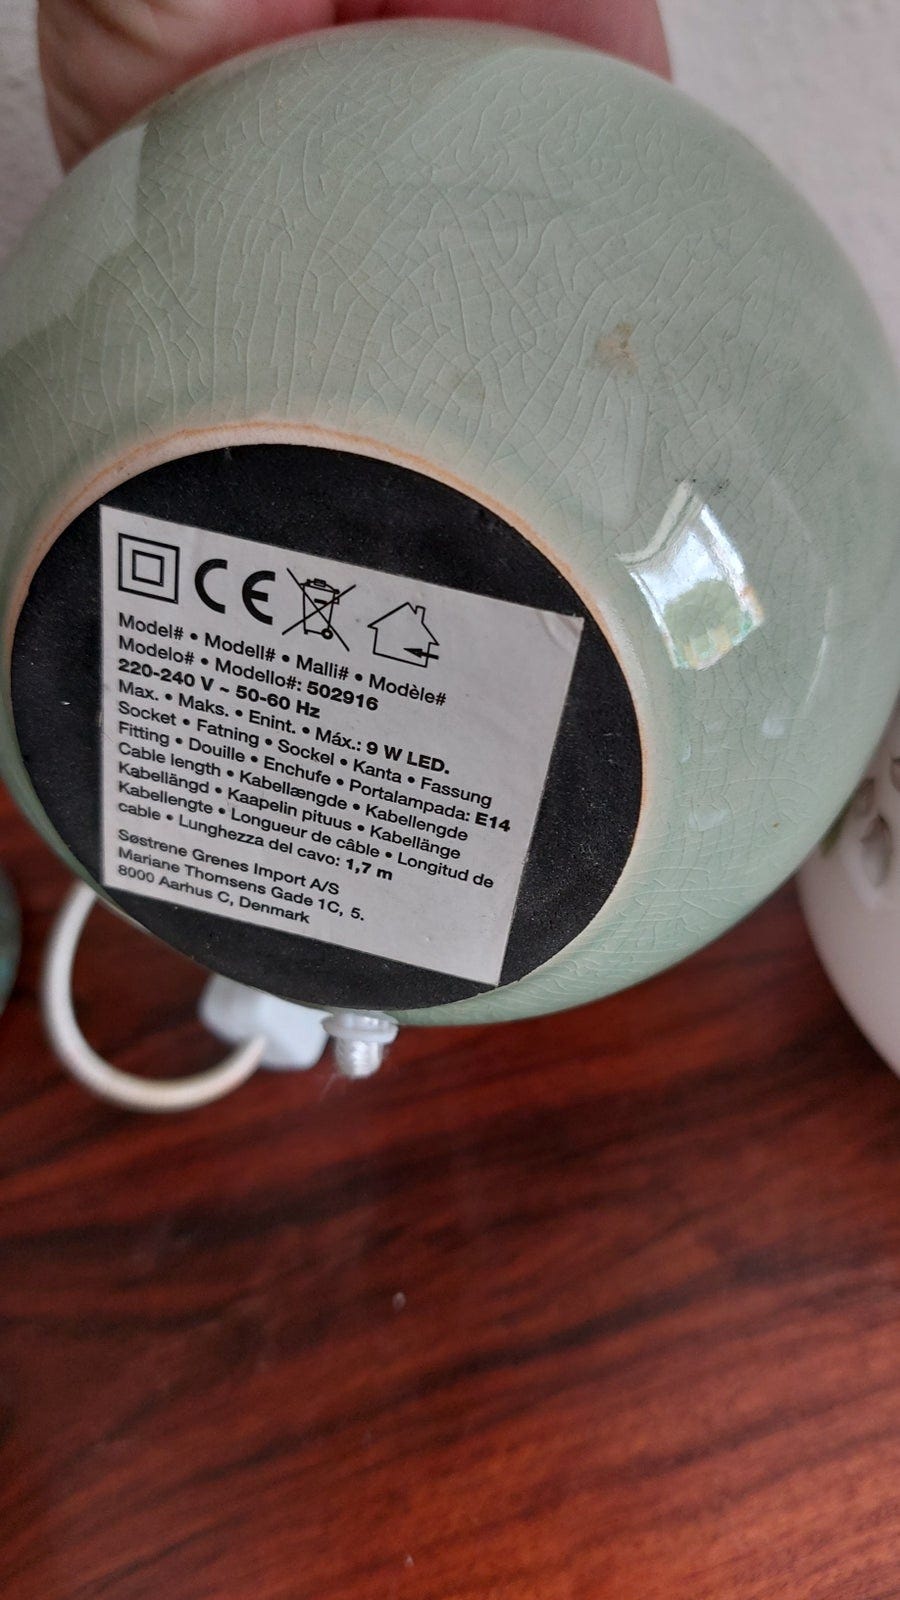 CE
Model# • Modell# • Malli# • Modèle#
Modelo# • Modello#: 502916
220-240 V ~ 50-60 Hz
Max. • Maks. • Enint. • Máx.: 9 W LED.
Socket • Fatning • Sockel • Kanta • Fassung
Fitting • Douille • Enchufe • Portalampada: E14
Cable length • Kabellængde • Kabellengde
Kabellängd • Kaapelin pituus • Kabellänge
Kabellengte • Longueur de câble • Longitud de
cable • Lunghezza del cavo: 1,7 m
Søstrene Grenes Import A/S
Mariane Thomsens Gade 1C, 5.
8000 Aarhus C, Denmark